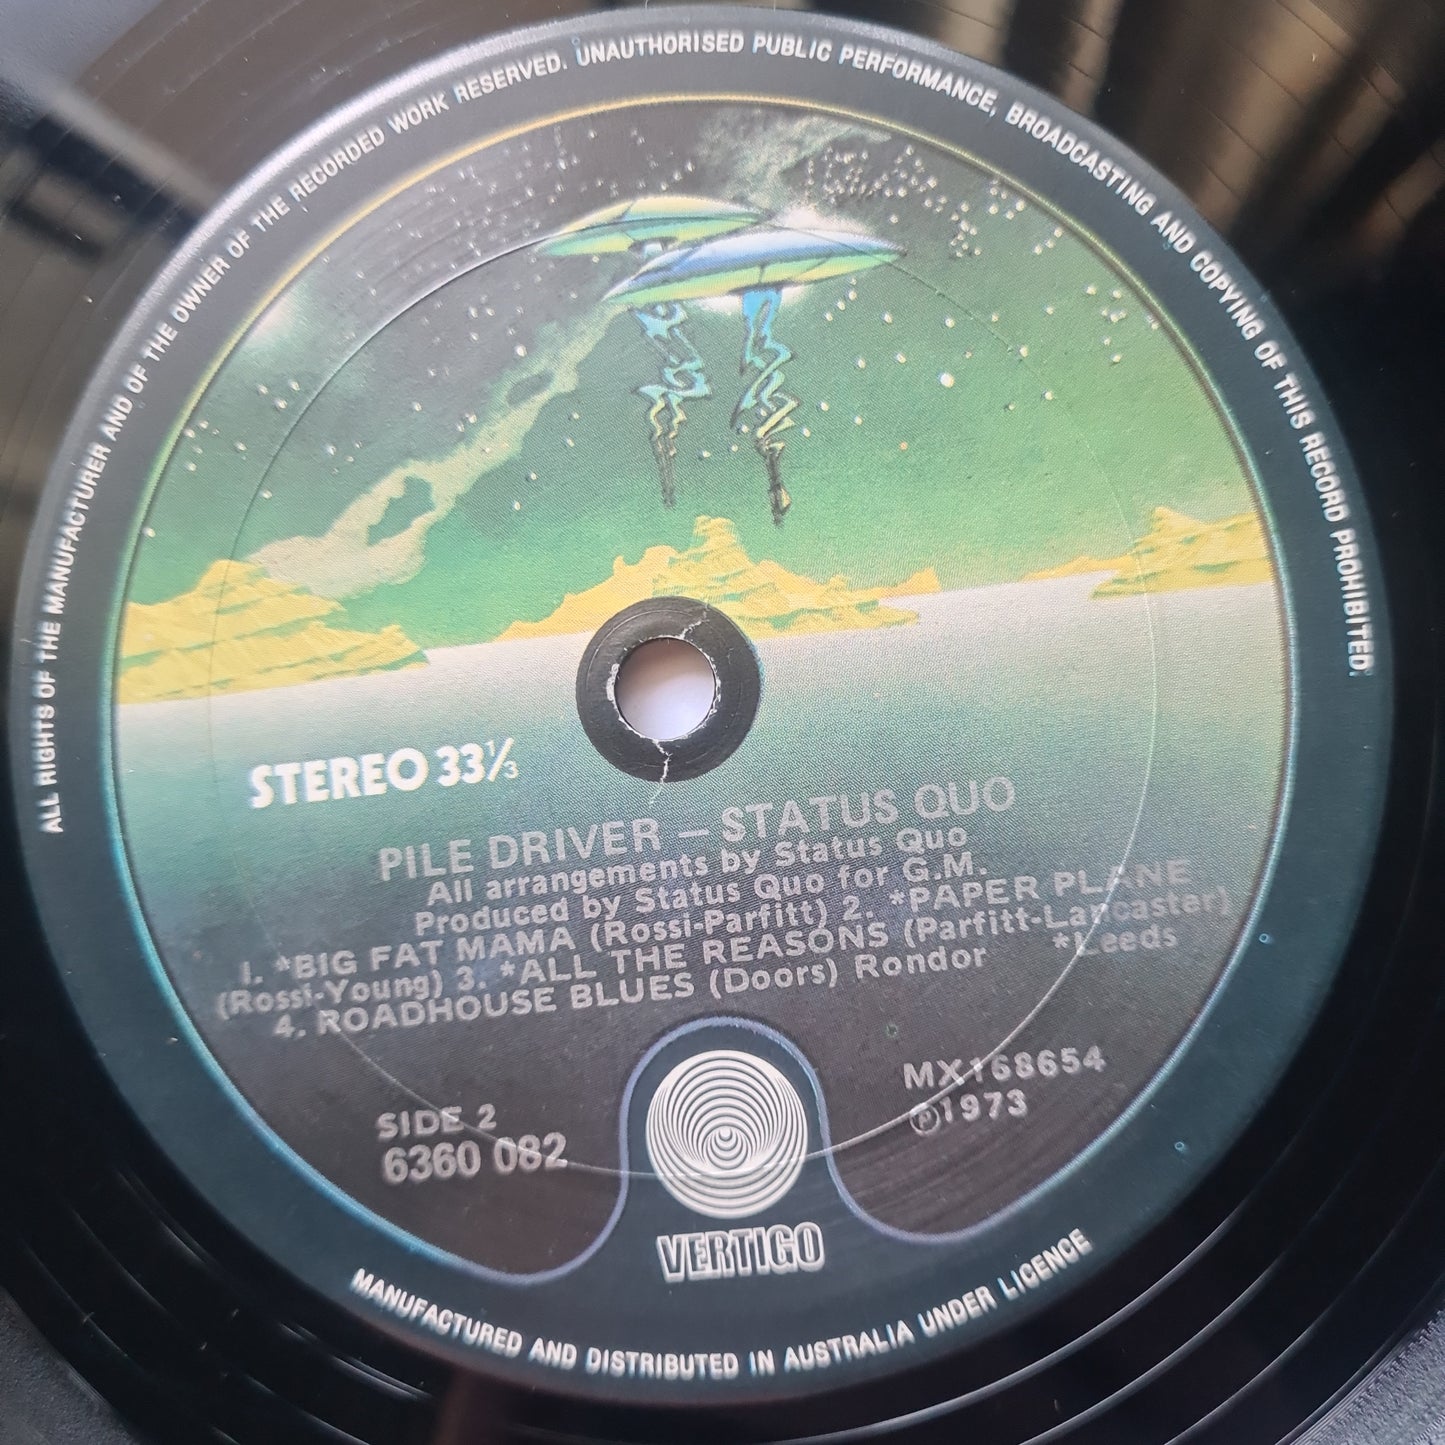 ALL RIGHTS OF THE MANUFACTURER AND OF THE OWNER OF THE RECORDED WORK RESERVED. UNAUTHORISED PUBLIC PERFORMANCE, BROADCASTING AND COPYING OF THIS RECORD PROHIBITED.
STEREO 33⅓
PILE DRIVER – STATUS QUO
All arrangements by Status Quo
Produced by Status Quo for G.M.
1. *BIG FAT MAMA (Rossi-Parfitt) 2. *PAPER PLANE
(Rossi-Young) 3. *ALL THE REASONS (Parfitt-Lancaster)
4. ROADHOUSE BLUES (Doors) Rondor *Leeds
SIDE 2
6360 082
MX168654
℗1973
VERTIGO
MANUFACTURED AND DISTRIBUTED IN AUSTRALIA UNDER LICENCE